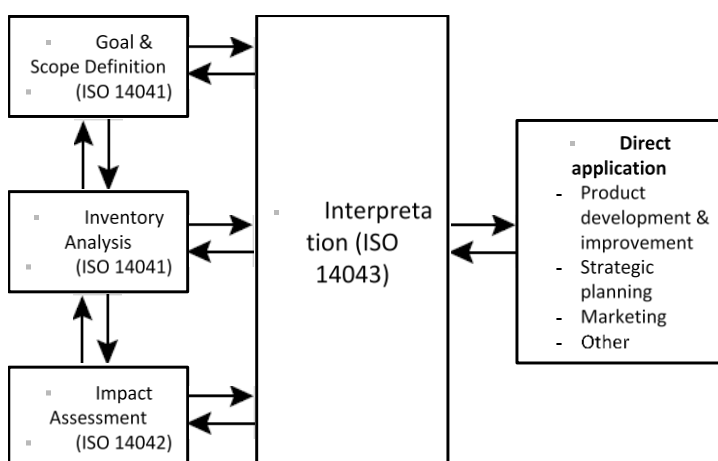 ▪ Goal &
Scope Definition
▪ (ISO 14041)
▪ Inventory
Analysis
▪ (ISO 14041)
▪ Impact
Assessment
▪ (ISO 14042)
▪ Interpreta
tion (ISO
14043)
▪ Direct
application
- Product
development &
improvement
- Strategic
planning
- Marketing
- Other